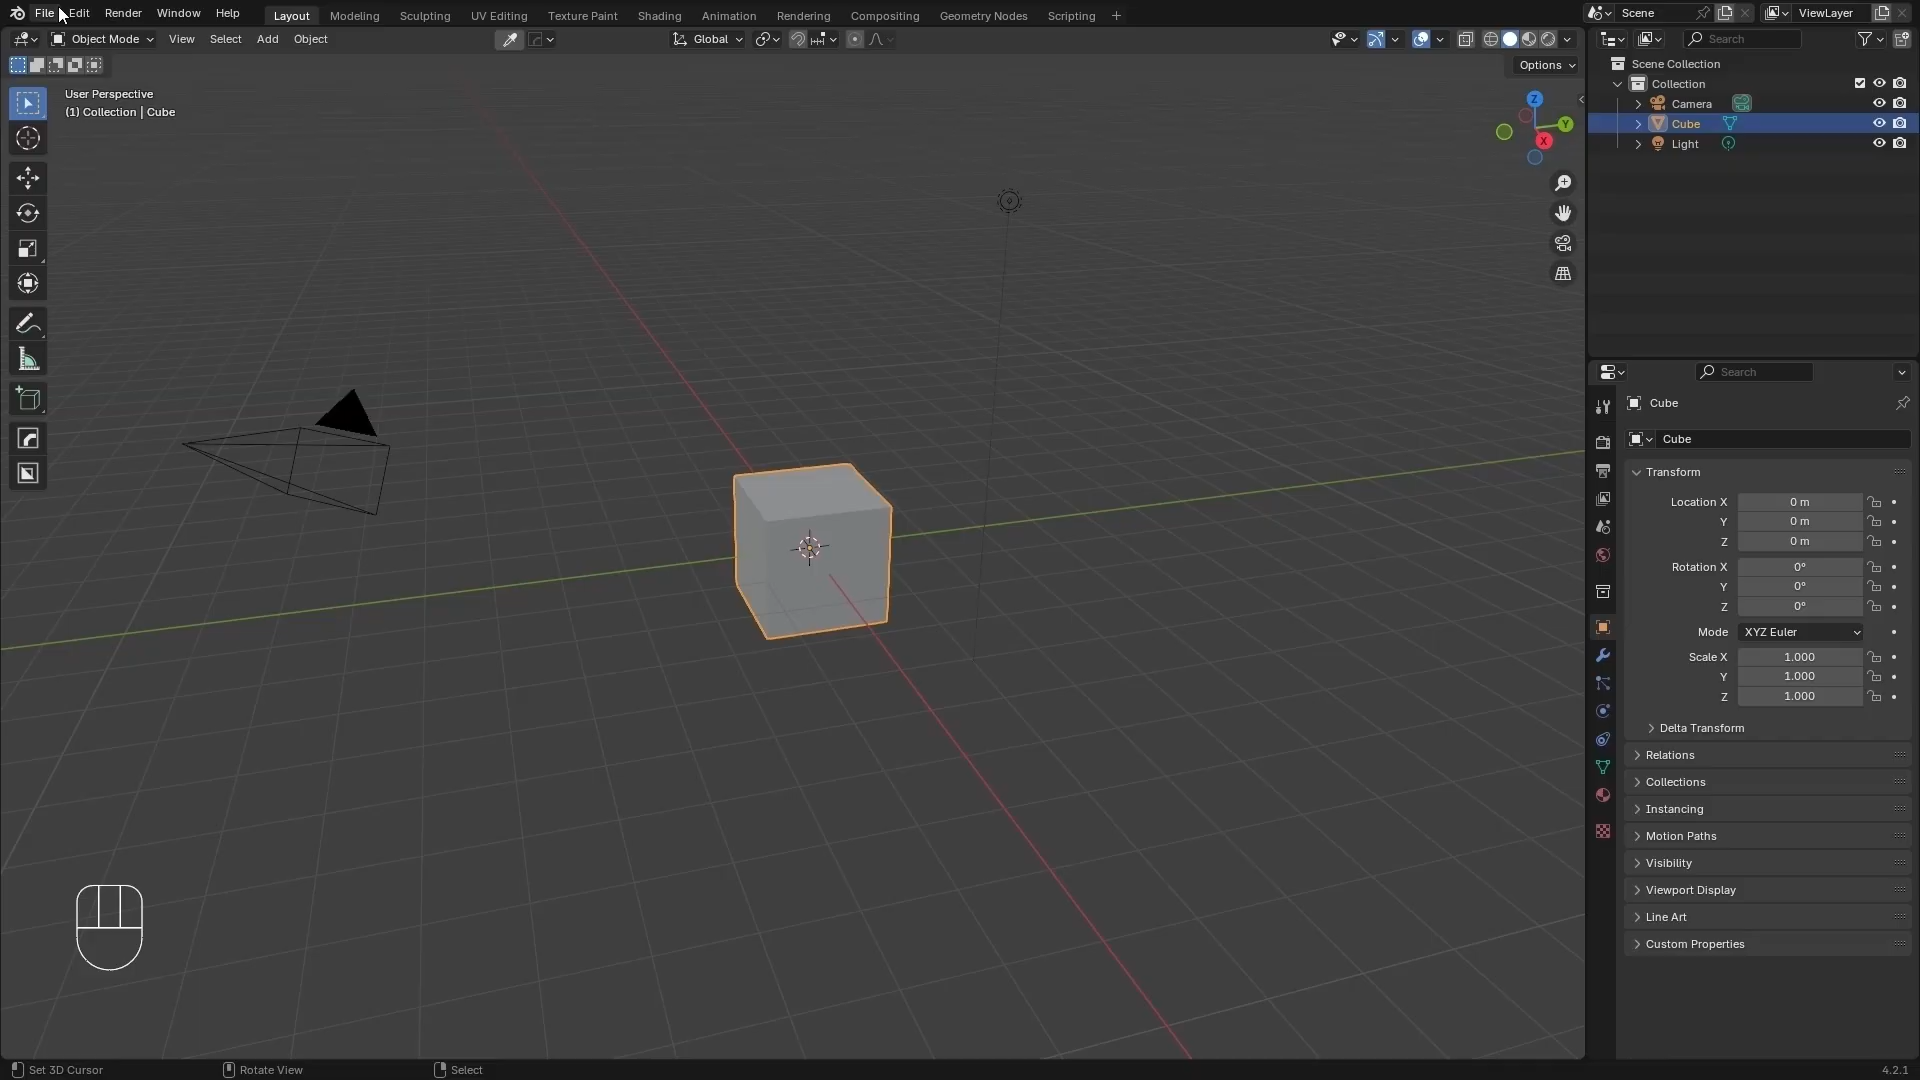 File Edit Render Window Help Layout Modeling Sculpting UV Editing Texture Paint Shading Animation Rendering Compositing Geometry Nodes Scripting + Scene ViewLayer
Object Mode View Select Add Object Global Search
Options
User Perspective
(1) Collection | Cube
Z
Y
X
Scene Collection
Collection
Camera
Cube
Light
Search
Cube
Cube
Transform
Location X 0 m
Y 0 m
Z 0 m
Rotation X 0°
Y 0°
Z 0°
Mode XYZ Euler
Scale X 1.000
Y 1.000
Z 1.000
Delta Transform
Relations
Collections
Instancing
Motion Paths
Visibility
Viewport Display
Line Art
Custom Properties
Set 3D Cursor Rotate View Select 4.2.1